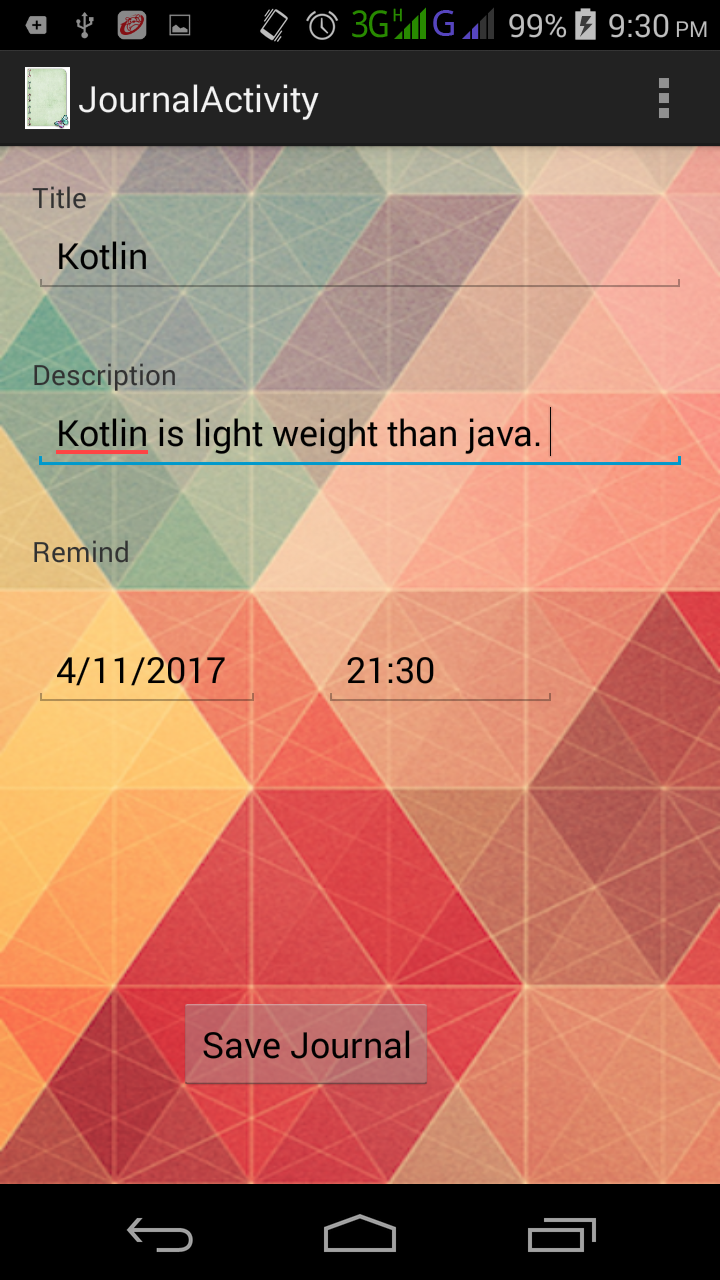 3G H G 99% 9:30 PM
JournalActivity
Title
Kotlin
Description
Kotlin is light weight than java.
Remind
4/11/2017 21:30
Save Journal